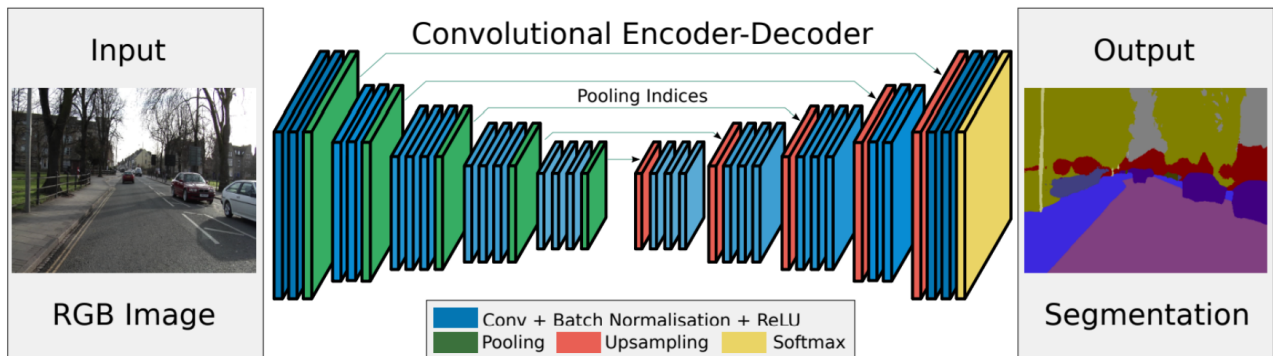 Input
RGB Image
Convolutional Encoder-Decoder
Pooling Indices
Conv + Batch Normalisation + ReLU
Pooling Upsampling Softmax
Output
Segmentation